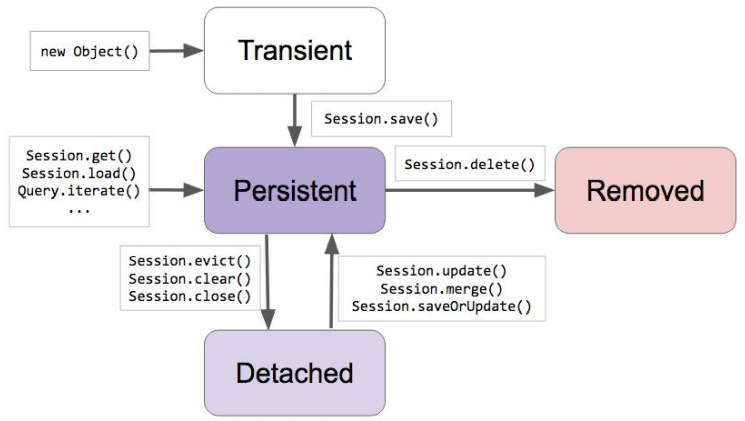 new Object()
Transient
Session.save()
Session.get()
Session.load()
Query.iterate()
...
Persistent
Session.delete()
Removed
Session.evict()
Session.clear()
Session.close()
Session.update()
Session.merge()
Session.saveOrUpdate()
Detached